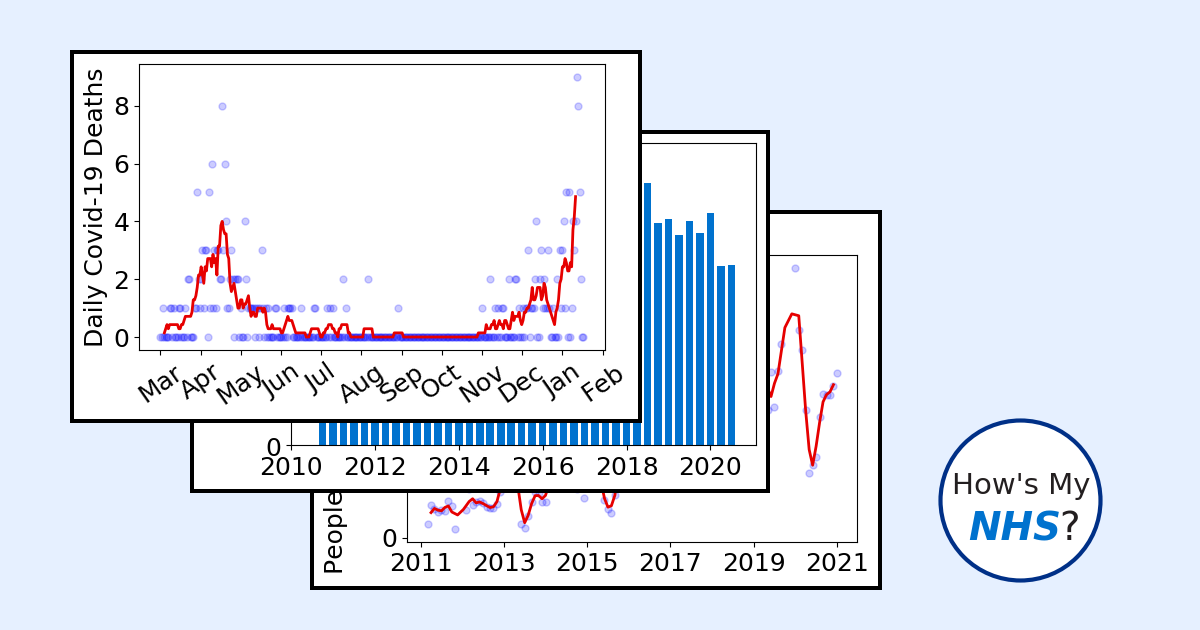 Daily Covid-19 Deaths
8
6
4
2
0
Mar Apr May Jun Jul Aug Sep Oct Nov Dec Jan Feb
0
2010 2012 2014 2016 2018 2020
People
0
2011 2013 2015 2017 2019 2021
How's My
NHS?